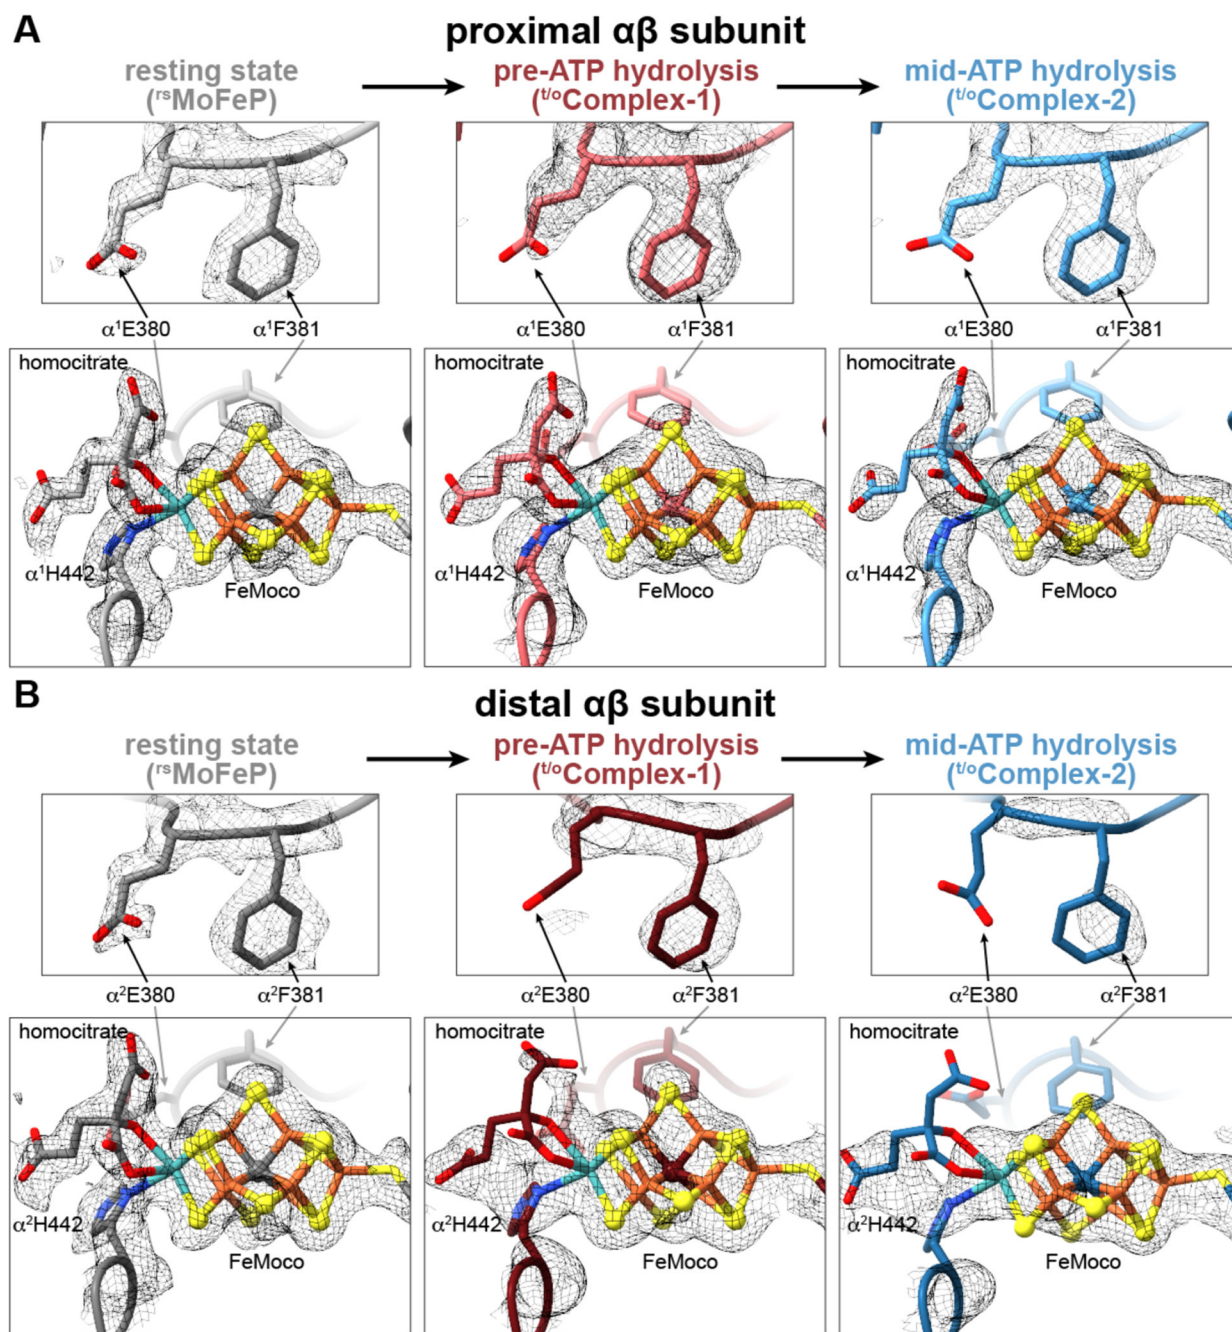 A
proximal αβ subunit
resting state
(ʳˢMoFeP)
pre-ATP hydrolysis
(ᵗ/ᵒComplex-1)
mid-ATP hydrolysis
(ᵗ/ᵒComplex-2)
α¹E380 α¹F381
α¹E380 α¹F381
α¹E380 α¹F381
homocitrate
α¹H442
FeMoco
homocitrate
α¹H442
FeMoco
homocitrate
α¹H442
FeMoco
B
distal αβ subunit
resting state
(ʳˢMoFeP)
pre-ATP hydrolysis
(ᵗ/ᵒComplex-1)
mid-ATP hydrolysis
(ᵗ/ᵒComplex-2)
α²E380 α²F381
α²E380 α²F381
α²E380 α²F381
homocitrate
α²H442
FeMoco
homocitrate
α²H442
FeMoco
homocitrate
α²H442
FeMoco